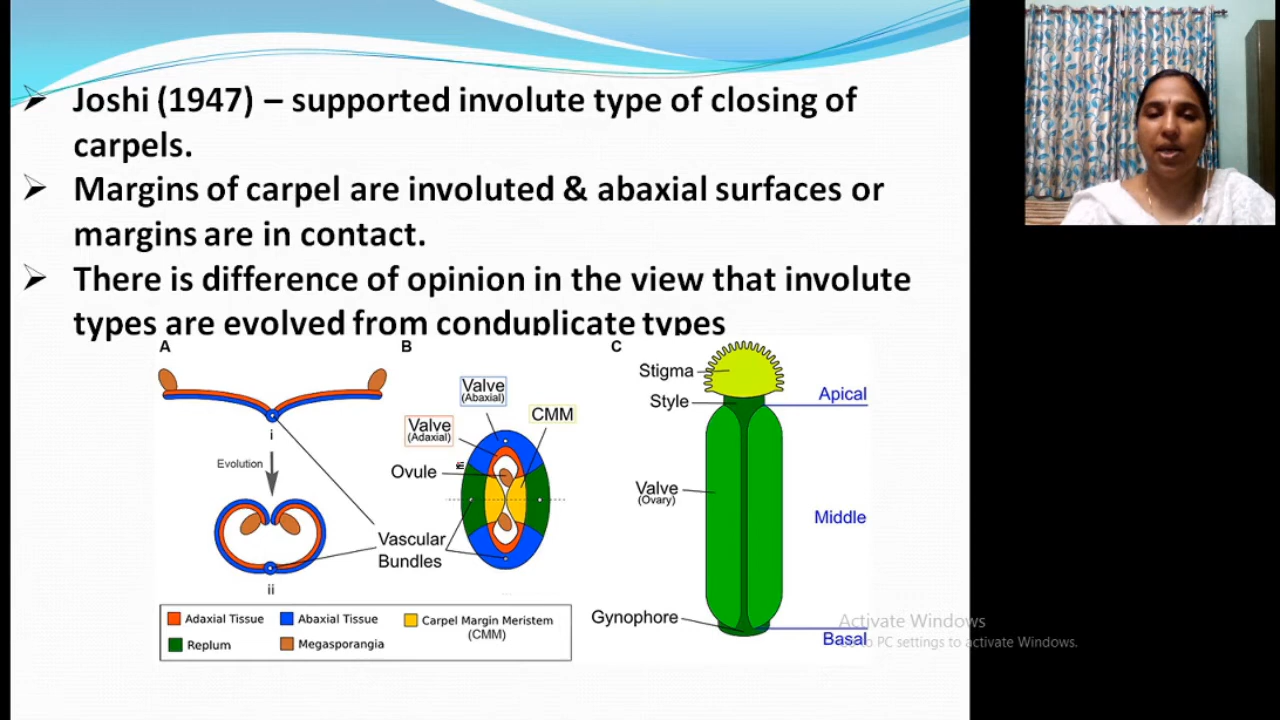 Joshi (1947) – supported involute type of closing of
carpels.
Margins of carpel are involuted & abaxial surfaces or
margins are in contact.
There is difference of opinion in the view that involute
types are evolved from conduplicate types
A
B
C
i
Evolution
ii
Vascular
Bundles
Valve
(Abaxial)
Valve
(Adaxial)
CMM
Ovule
Stigma
Style
Apical
Valve
(Ovary)
Middle
Gynophore
Basal
Adaxial Tissue
Abaxial Tissue
Carpel Margin Meristem
(CMM)
Replum
Megasporangia
Activate Windows
to PC settings to activate Windows.